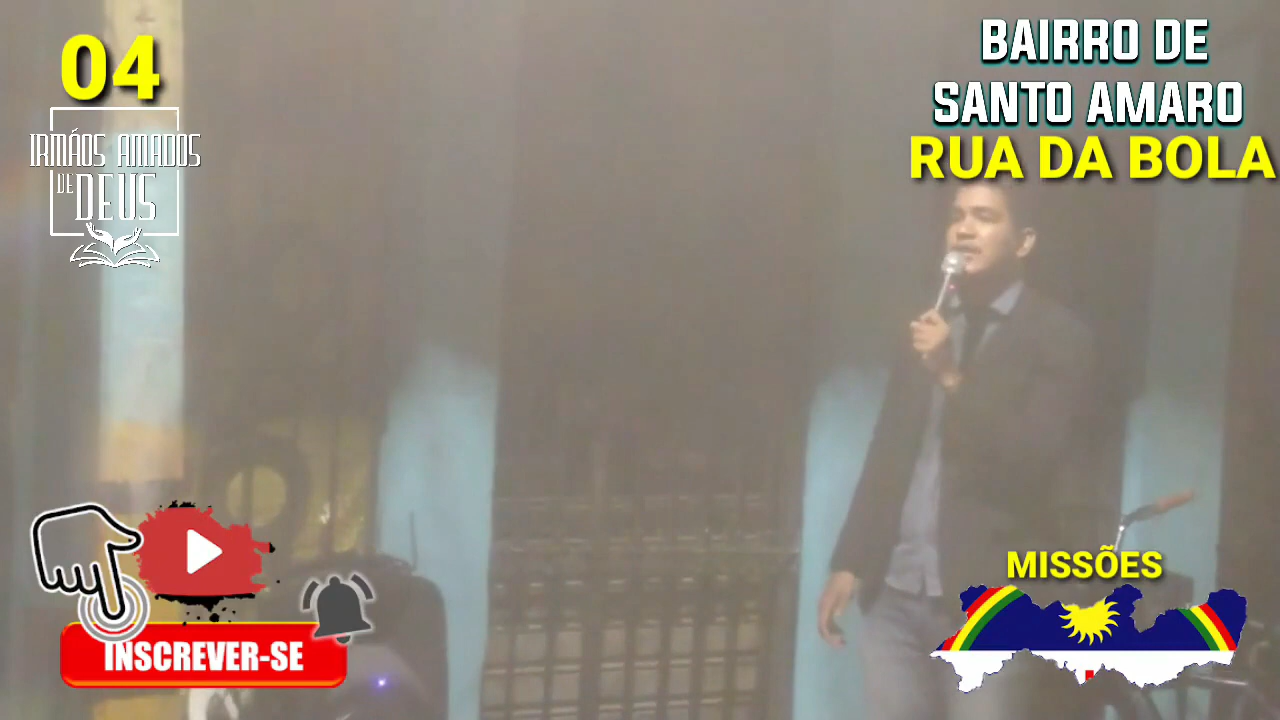 04
IRMÃOS AMADOS
DE DEUS
BAIRRO DE
SANTO AMARO
RUA DA BOLA
MISSÕES
INSCREVER-SE